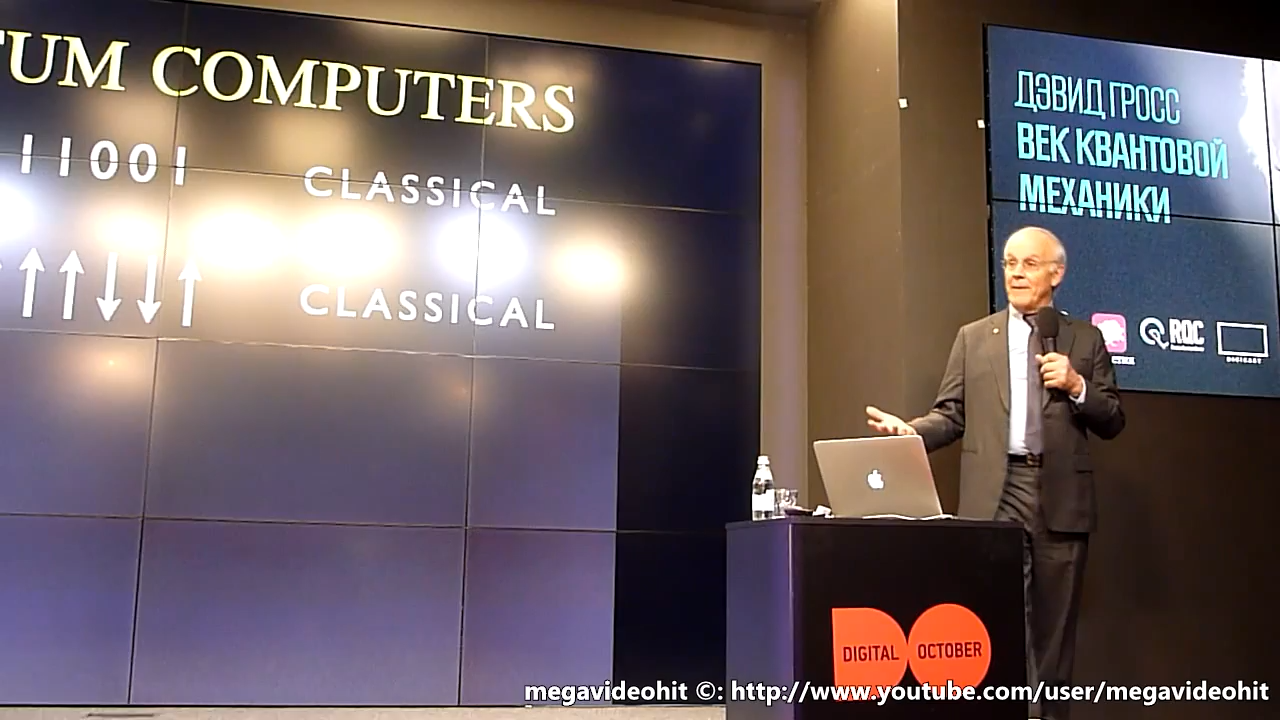 TUM COMPUTERS
11001
CLASSICAL
CLASSICAL
ДЭВИД ГРОСС
ВЕК КВАНТОВОЙ
МЕХАНИКИ
RQC
DIGITAL OCTOBER
megavideohit ©: http://www.youtube.com/user/megavideohit